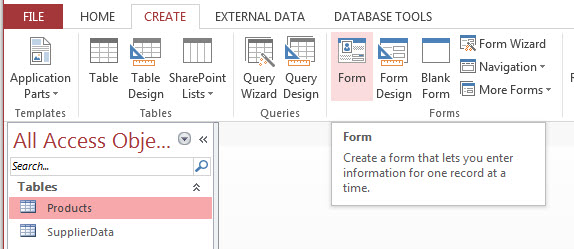 FILE HOME CREATE EXTERNAL DATA DATABASE TOOLS
Application
Parts
Templates
Table
Table
Design
SharePoint
Lists
Tables
Query
Wizard
Query
Design
Queries
Form
Form
Design
Blank
Form
Form Wizard
Navigation
More Forms
Forms
All Access Obje...
Search...
Tables
Products
SupplierData
Form
Create a form that lets you enter
information for one record at a
time.